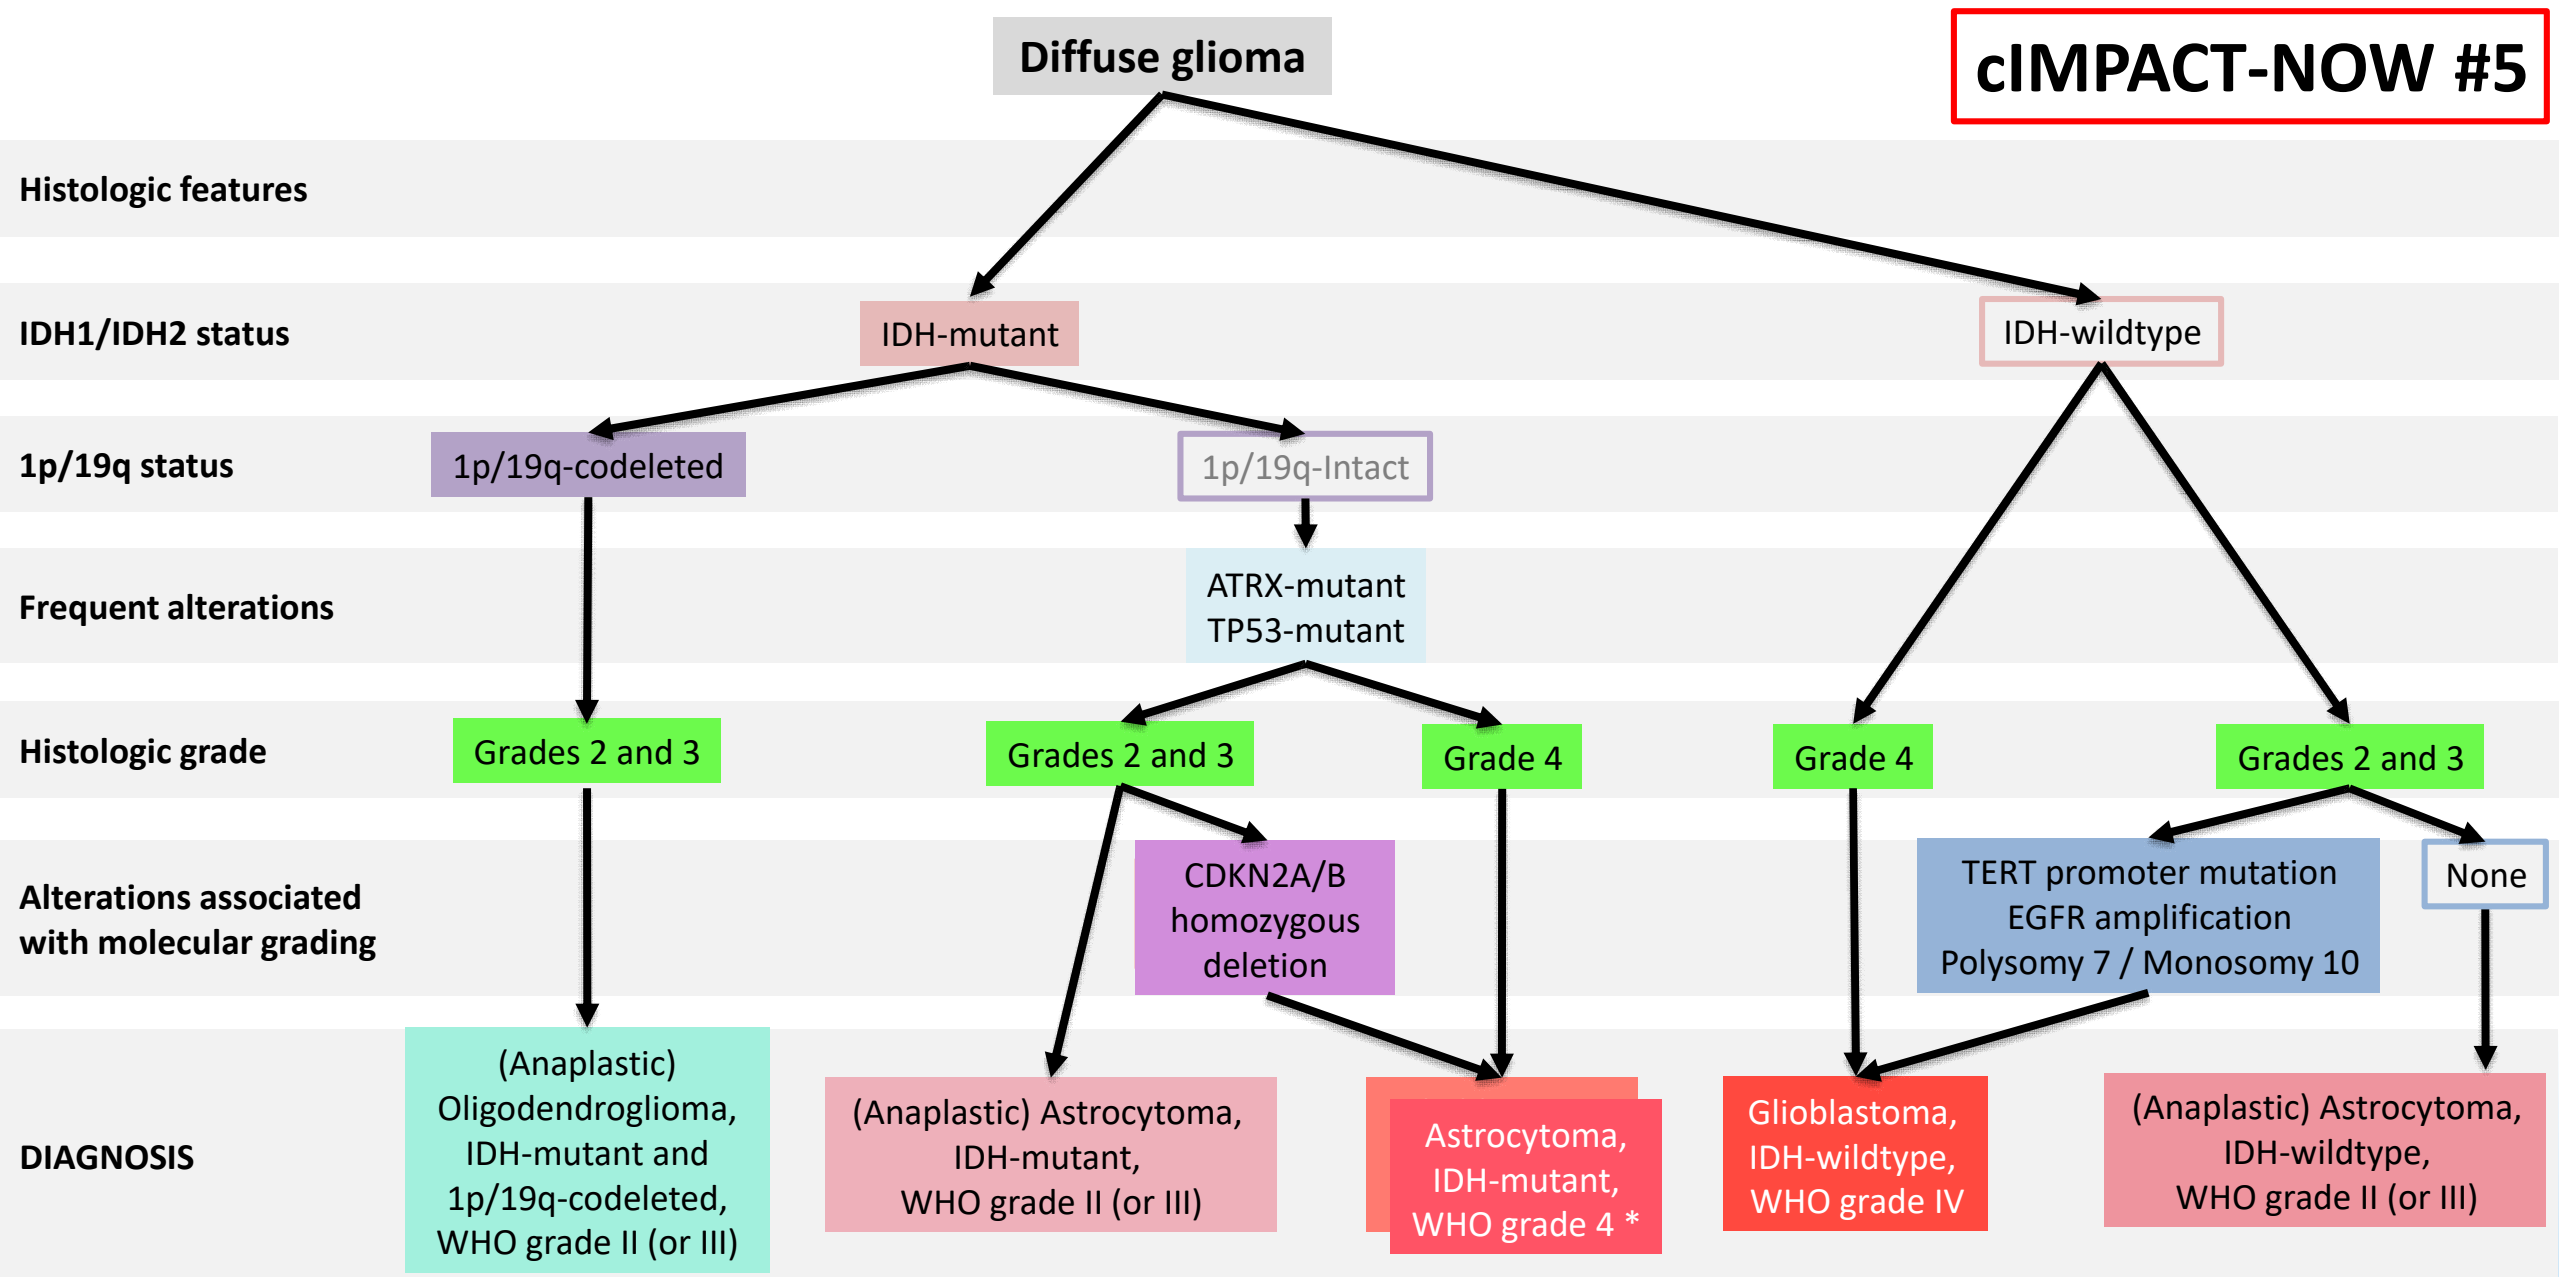 Diffuse glioma
cIMPACT-NOW #5
Histologic features
IDH1/IDH2 status
IDH-mutant
IDH-wildtype
1p/19q status
1p/19q-codeleted
1p/19q-Intact
Frequent alterations
ATRX-mutant
TP53-mutant
Histologic grade
Grades 2 and 3
Grades 2 and 3
Grade 4
Grade 4
Grades 2 and 3
Alterations associated
with molecular grading
CDKN2A/B
homozygous
deletion
TERT promoter mutation
EGFR amplification
Polysomy 7 / Monosomy 10
None
DIAGNOSIS
(Anaplastic)
Oligodendroglioma,
IDH-mutant and
1p/19q-codeleted,
WHO grade II (or III)
(Anaplastic) Astrocytoma,
IDH-mutant,
WHO grade II (or III)
Astrocytoma,
IDH-mutant,
WHO grade 4 *
Glioblastoma,
IDH-wildtype,
WHO grade IV
(Anaplastic) Astrocytoma,
IDH-wildtype,
WHO grade II (or III)